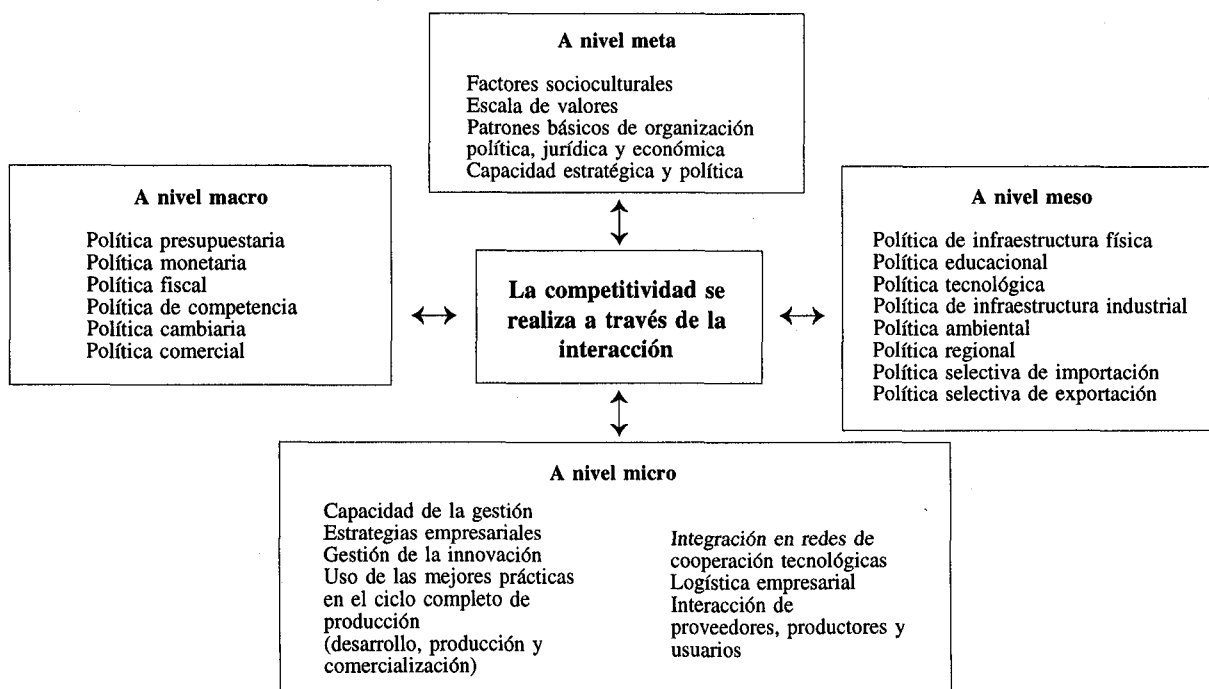 A nivel meta
Factores socioculturales
Escala de valores
Patrones básicos de organización
política, jurídica y económica
Capacidad estratégica y política
A nivel macro
Política presupuestaria
Política monetaria
Política fiscal
Política de competencia
Política cambiaria
Política comercial
La competitividad se
realiza a través de la
interacción
A nivel meso
Política de infraestructura física
Política educacional
Política tecnológica
Política de infraestructura industrial
Política ambiental
Política regional
Política selectiva de importación
Política selectiva de exportación
A nivel micro
Capacidad de la gestión
Estrategias empresariales
Gestión de la innovación
Uso de las mejores prácticas
en el ciclo completo de
producción
(desarrollo, producción y
comercialización)
Integración en redes de
cooperación tecnológicas
Logística empresarial
Interacción de
proveedores, productores y
usuarios